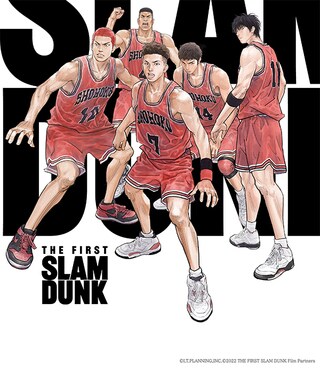 SLAM
DUNK
SHOHOKU
10
SHOHOKU
7
14
11
THE FIRST
SLAM
DUNK
©I.T.PLANNING,INC. ©2022 THE FIRST SLAM DUNK Film Partners